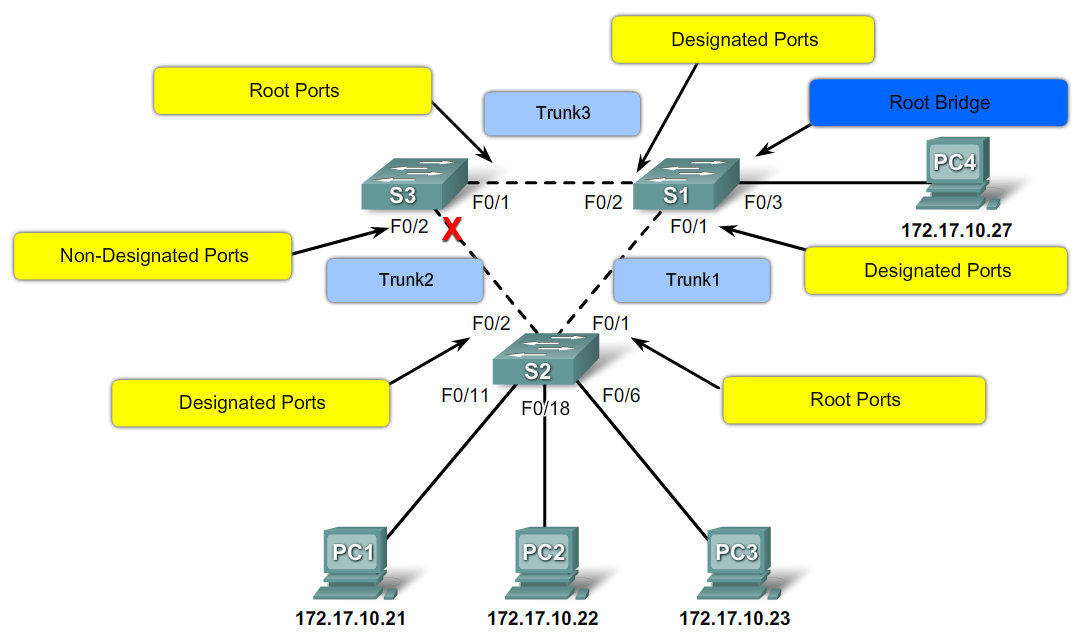 Designated Ports
Root Ports
Trunk3
Root Bridge
PC4
S3
F0/1
F0/2
S1
F0/3
F0/2
F0/1
172.17.10.27
Non-Designated Ports
X
Designated Ports
Trunk2
Trunk1
F0/2
F0/1
S2
Designated Ports
F0/11
F0/18
F0/6
Root Ports
PC1
PC2
PC3
172.17.10.21
172.17.10.22
172.17.10.23